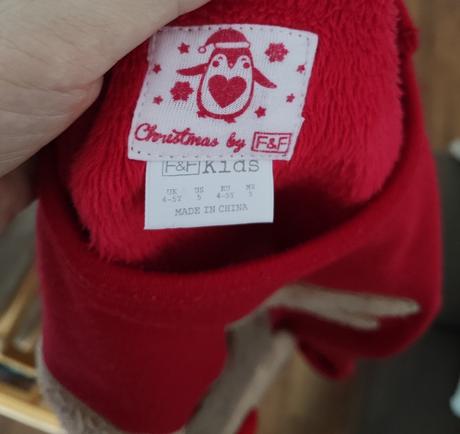 Christmas by F&F
F&F Kids
UK US EU MX
4-5Y 5 4-5Y 5
MADE IN CHINA